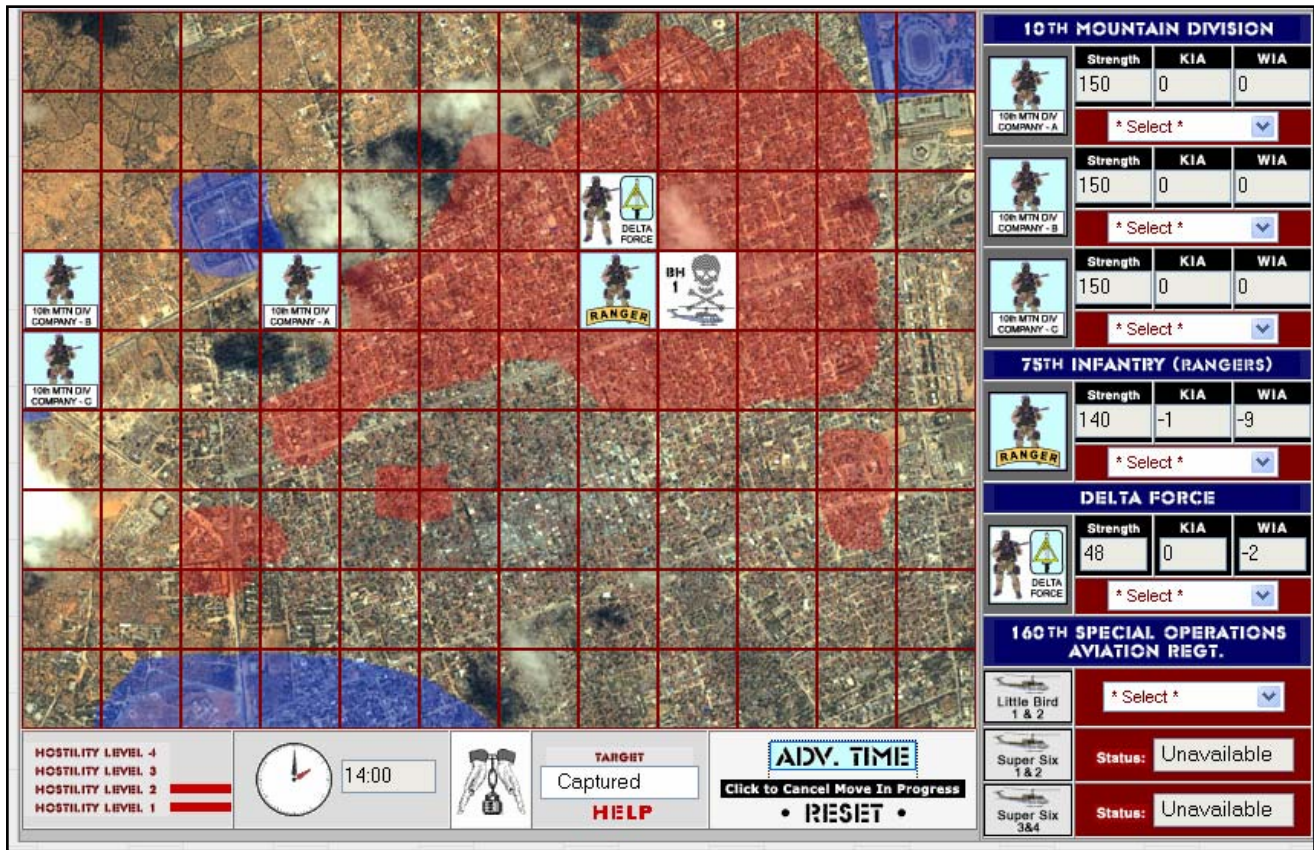 DELTA
FORCE
BH
1
RANGER
10th MTN DIV
COMPANY - B
10th MTN DIV
COMPANY - A
10th MTN DIV
COMPANY - C
HOSTILITY LEVEL 4
HOSTILITY LEVEL 3
HOSTILITY LEVEL 2
HOSTILITY LEVEL 1
14:00
TARGET
Captured
HELP
ADV. TIME
Click to Cancel Move In Progress
• RESET •
10TH MOUNTAIN DIVISION
10th MTN DIV
COMPANY - A
Strength KIA WIA
150 0 0
* Select *
10th MTN DIV
COMPANY - B
Strength KIA WIA
150 0 0
* Select *
10th MTN DIV
COMPANY - C
Strength KIA WIA
150 0 0
* Select *
75TH INFANTRY (RANGERS)
RANGER
Strength KIA WIA
140 -1 -9
* Select *
DELTA FORCE
DELTA
FORCE
Strength KIA WIA
48 0 -2
* Select *
160TH SPECIAL OPERATIONS
AVIATION REGT.
Little Bird
1 & 2
* Select *
Super Six
1&2
Status: Unavailable
Super Six
3&4
Status: Unavailable